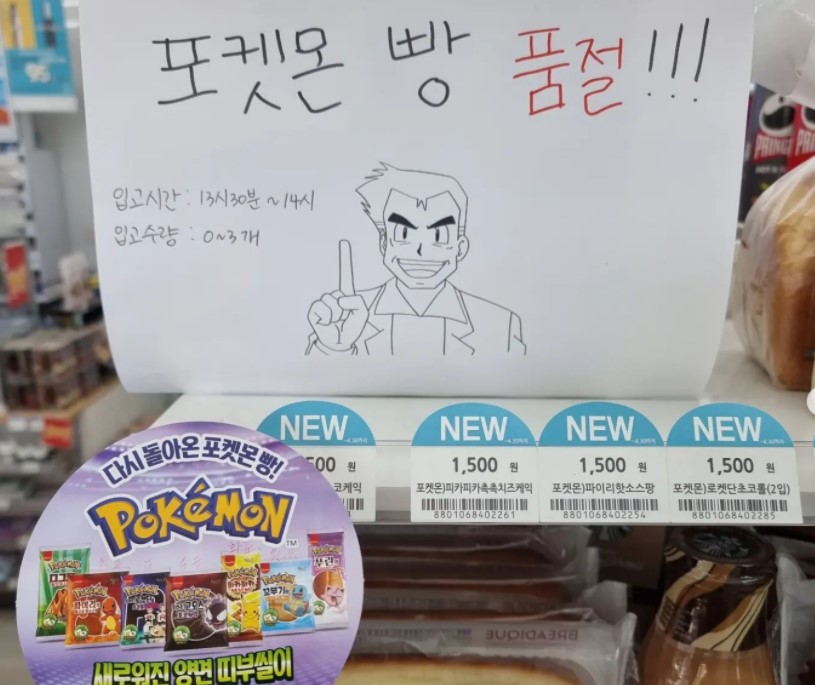 포켓몬 빵 품절!!!
입고시간 : 13시30분 ~ 14시
입고수량 : 0~3개
NEW
NEW
NEW
NEW
500 원
1,500 원
1,500 원
1,500 원
포켓몬)피카피카촉촉치즈케익
포켓몬)파이리핫소스팡
포켓몬)로켓단초코롤(2입)
8801068402261
8801068402254
8801068402285
다시 돌아온 포켓몬 빵!
POKéMON
TM
새로워진 양면 띠부씰이
BREADIQUE